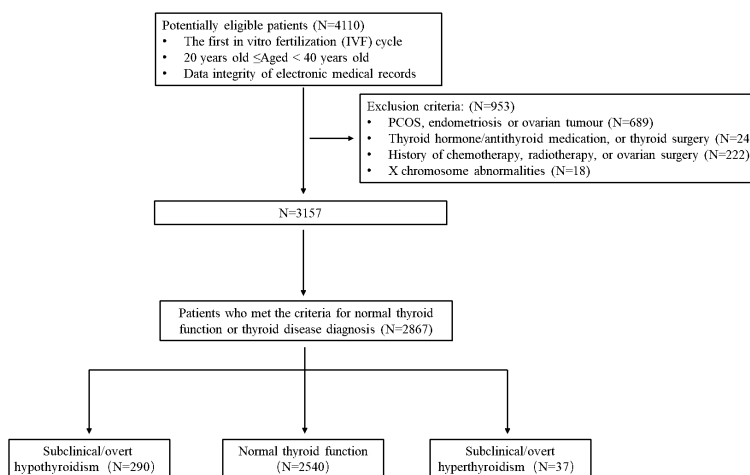 Potentially eligible patients (N=4110)
• The first in vitro fertilization (IVF) cycle
• 20 years old ≤Aged < 40 years old
• Data integrity of electronic medical records
Exclusion criteria: (N=953)
• PCOS, endometriosis or ovarian tumour (N=689)
• Thyroid hormone/antithyroid medication, or thyroid surgery (N=24
• History of chemotherapy, radiotherapy, or ovarian surgery (N=222)
• X chromosome abnormalities (N=18)
N=3157
Patients who met the criteria for normal thyroid
function or thyroid disease diagnosis (N=2867)
Subclinical/overt
hypothyroidism (N=290)
Normal thyroid function
(N=2540)
Subclinical/overt
hyperthyroidism (N=37)